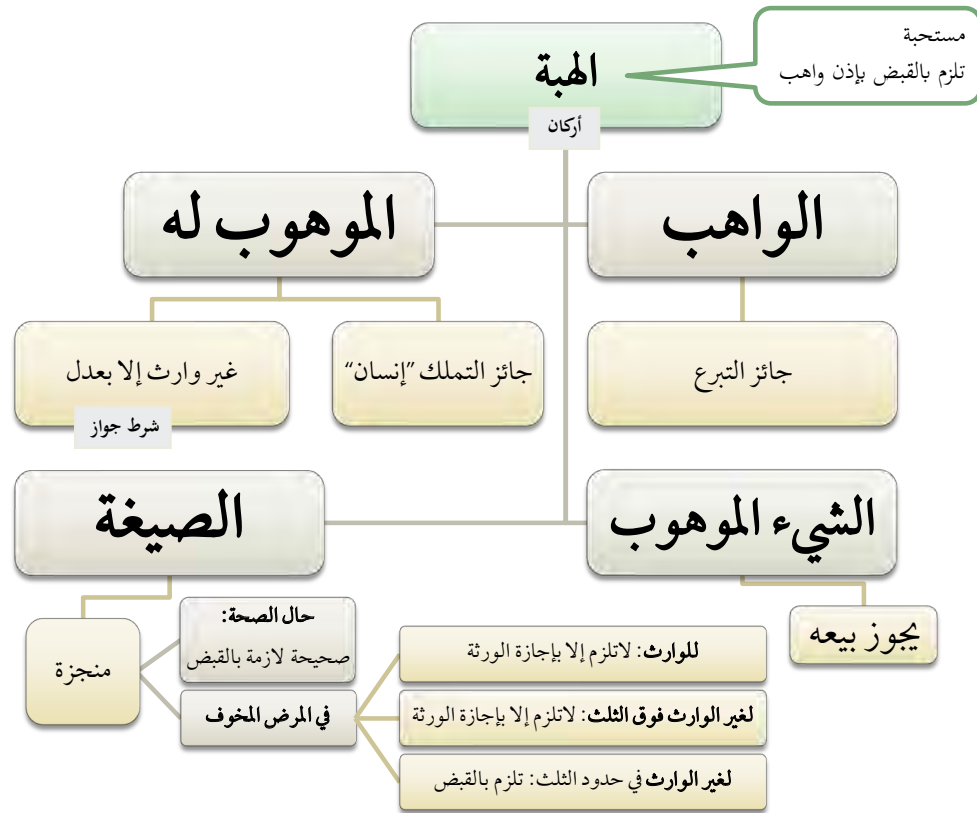 مستحبة
تلزم بالقبض بإذن واهب
الهبة
أركان
الواهب
الموهوب له
جائز التبرع
جائز التملك "إنسان"
غير وارث إلا بعدل
شرط جواز
الشيء الموهوب
الصيغة
يجوز بيعه
منجزة
حال الصحة:
صحيحة لازمة بالقبض
في المرض المخوف
للوارث: لاتلزم إلا بإجازة الورثة
لغير الوارث فوق الثلث: لاتلزم إلا بإجازة الورثة
لغير الوارث في حدود الثلث: تلزم بالقبض